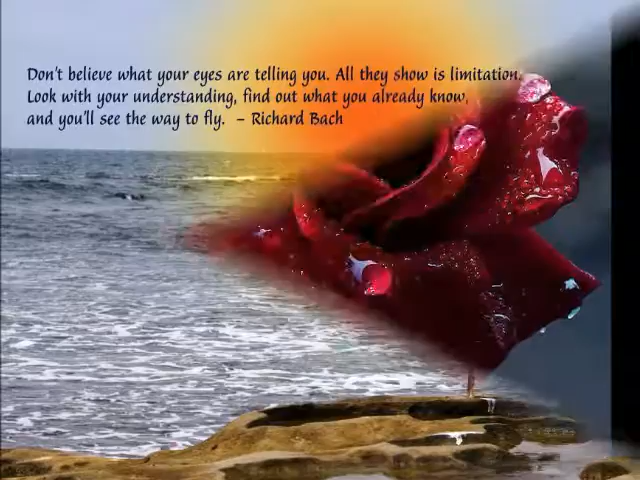 Don't believe what your eyes are telling you. All they show is limitation.
Look with your understanding, find out what you already know,
and you'll see the way to fly. – Richard Bach